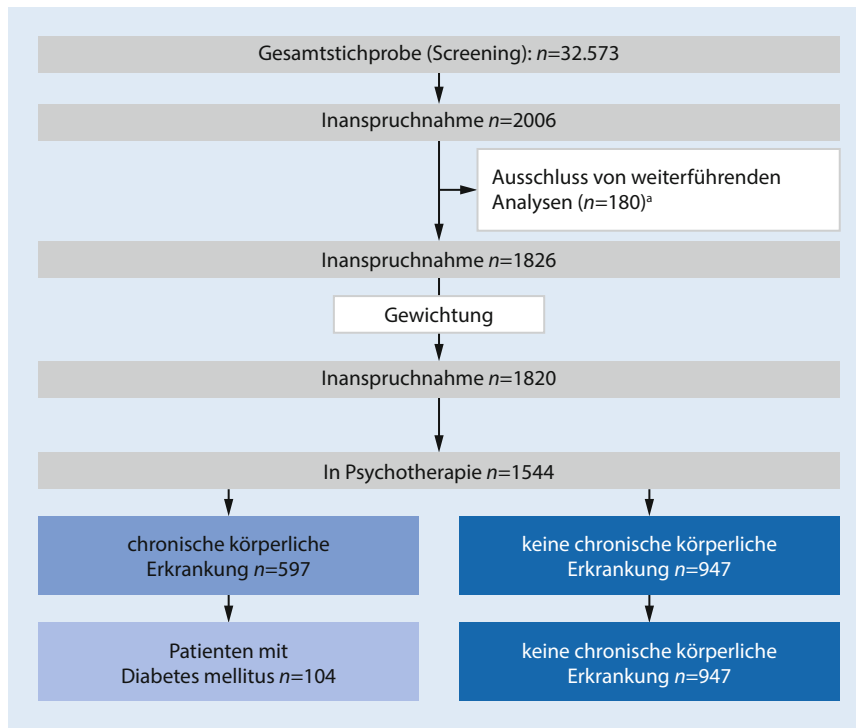 Gesamtstichprobe (Screening): n=32.573
Inanspruchnahme n=2006
Ausschluss von weiterführenden
Analysen (n=180)ᵃ
Inanspruchnahme n=1826
Gewichtung
Inanspruchnahme n=1820
In Psychotherapie n=1544
chronische körperliche
Erkrankung n=597
keine chronische körperliche
Erkrankung n=947
Patienten mit
Diabetes mellitus n=104
keine chronische körperliche
Erkrankung n=947